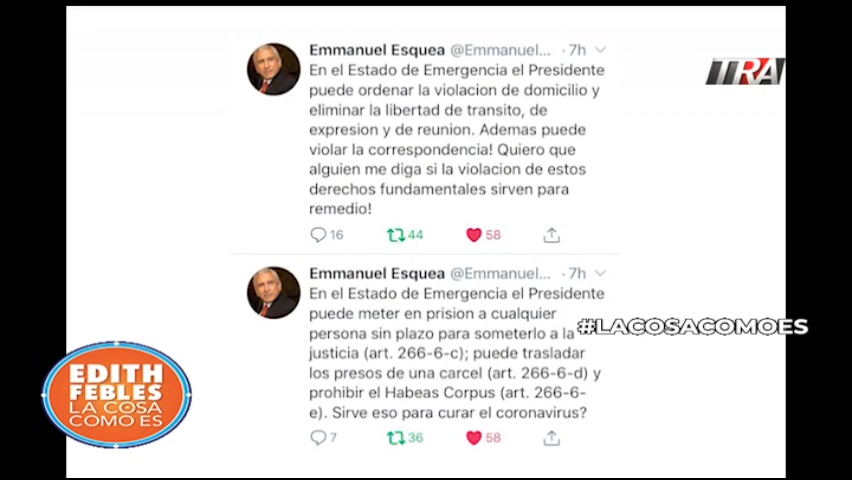 Emmanuel Esquea @Emmanuel... · 7h
En el Estado de Emergencia el Presidente
puede ordenar la violacion de domicilio y
eliminar la libertad de transito, de
expresion y de reunion. Ademas puede
violar la correspondencia! Quiero que
alguien me diga si la violacion de estos
derechos fundamentales sirven para
remedio!
16 44 58
Emmanuel Esquea @Emmanuel... · 7h
En el Estado de Emergencia el Presidente
puede meter en prision a cualquier
persona sin plazo para someterlo a la
justicia (art. 266-6-c); puede trasladar
los presos de una carcel (art. 266-6-d) y
prohibir el Habeas Corpus (art. 266-6-
e). Sirve eso para curar el coronavirus?
7 36 58
TRA
#LACOSACOMOES
EDITH
FEBLES
LA COSA
COMO ES